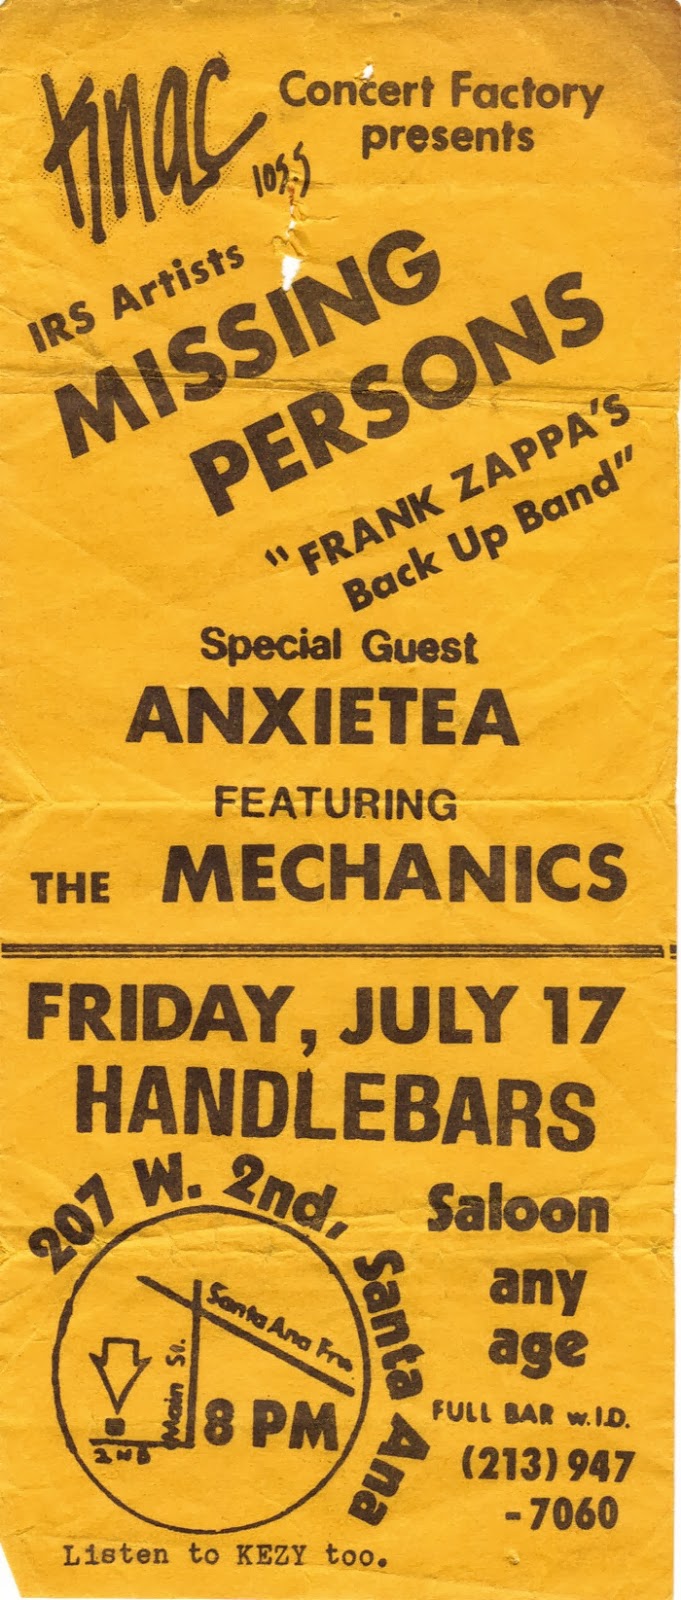 Knac
105.5
Concert Factory
presents
IRS Artists
MISSING
PERSONS
"FRANK ZAPPA'S
Back Up Band"
Special Guest
ANXIETEA
FEATURING
THE MECHANICS
FRIDAY, JULY 17
HANDLEBARS
207 W. 2nd, Santa Ana
Saloon
any
age
FULL BAR w.I.D.
(213) 947
-7060
Santa Ana Frw.
Main St.
2ND
8 PM
Listen to KEZY too.